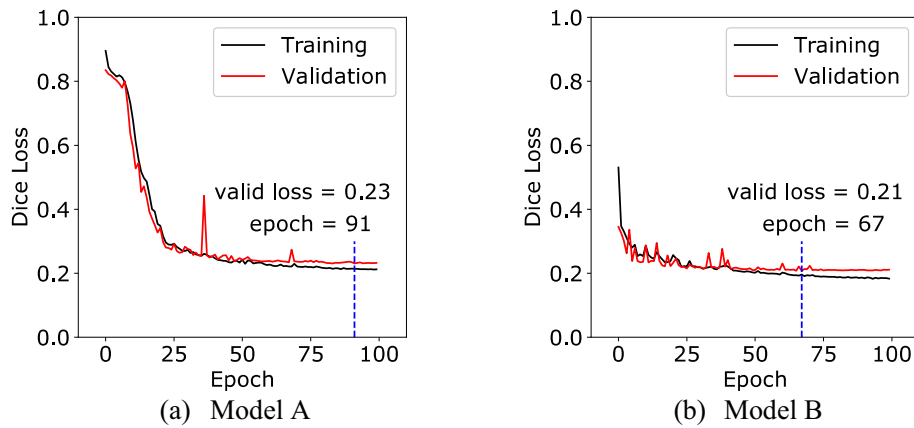 1.0
0.8
0.6
0.4
0.2
0.0
Dice Loss
Training
Validation
valid loss = 0.23
epoch = 91
0 25 50 75 100
Epoch
(a) Model A
1.0
0.8
0.6
0.4
0.2
0.0
Dice Loss
Training
Validation
valid loss = 0.21
epoch = 67
0 25 50 75 100
Epoch
(b) Model B